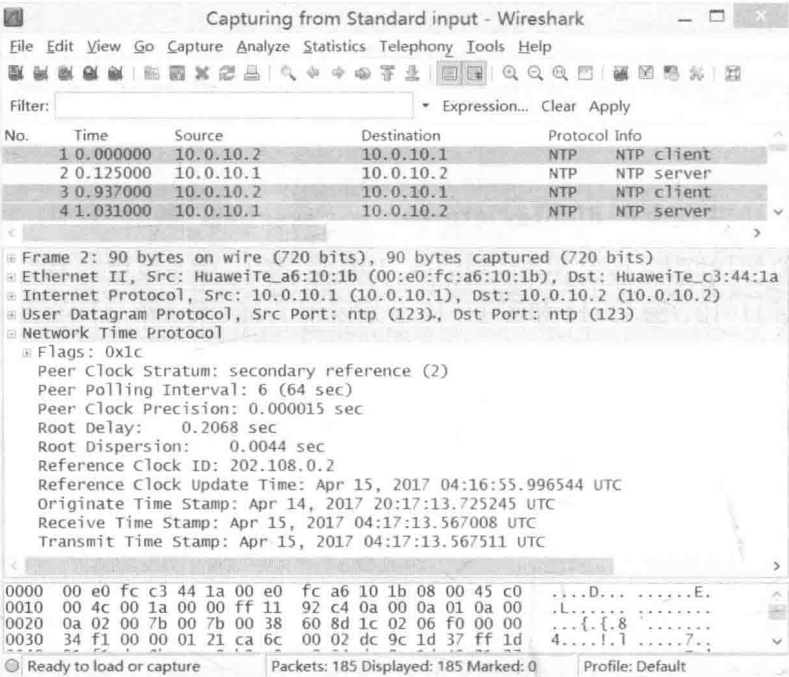 Capturing from Standard input - Wireshark
File Edit View Go Capture Analyze Statistics Telephony Tools Help
Filter: Expression... Clear Apply
No. Time Source Destination Protocol Info
1 0.000000 10.0.10.2 10.0.10.1 NTP NTP client
2 0.125000 10.0.10.1 10.0.10.2 NTP NTP server
3 0.937000 10.0.10.2 10.0.10.1 NTP NTP client
4 1.031000 10.0.10.1 10.0.10.2 NTP NTP server
Frame 2: 90 bytes on wire (720 bits), 90 bytes captured (720 bits)
Ethernet II, Src: HuaweiTe_a6:10:1b (00:e0:fc:a6:10:1b), Dst: HuaweiTe_c3:44:1a
Internet Protocol, Src: 10.0.10.1 (10.0.10.1), Dst: 10.0.10.2 (10.0.10.2)
User Datagram Protocol, Src Port: ntp (123), Dst Port: ntp (123)
Network Time Protocol
Flags: 0x1c
Peer Clock Stratum: secondary reference (2)
Peer Polling Interval: 6 (64 sec)
Peer Clock Precision: 0.000015 sec
Root Delay: 0.2068 sec
Root Dispersion: 0.0044 sec
Reference Clock ID: 202.108.0.2
Reference Clock Update Time: Apr 15, 2017 04:16:55.996544 UTC
Originate Time Stamp: Apr 14, 2017 20:17:13.725245 UTC
Receive Time Stamp: Apr 15, 2017 04:17:13.567008 UTC
Transmit Time Stamp: Apr 15, 2017 04:17:13.567511 UTC
0000 00 e0 fc c3 44 1a 00 e0 fc a6 10 1b 08 00 45 c0 ....D... ......E.
0010 00 4c 00 1a 00 00 ff 11 92 c4 0a 00 0a 01 0a 00 .L...... ........
0020 0a 02 00 7b 00 7b 00 38 60 8d 1c 02 06 f0 00 00 ...{.{.8 `.......
0030 34 f1 00 00 01 21 ca 6c 00 02 dc 9c 1d 37 ff 1d 4....!.l .....7..
Ready to load or capture Packets: 185 Displayed: 185 Marked: 0 Profile: Default